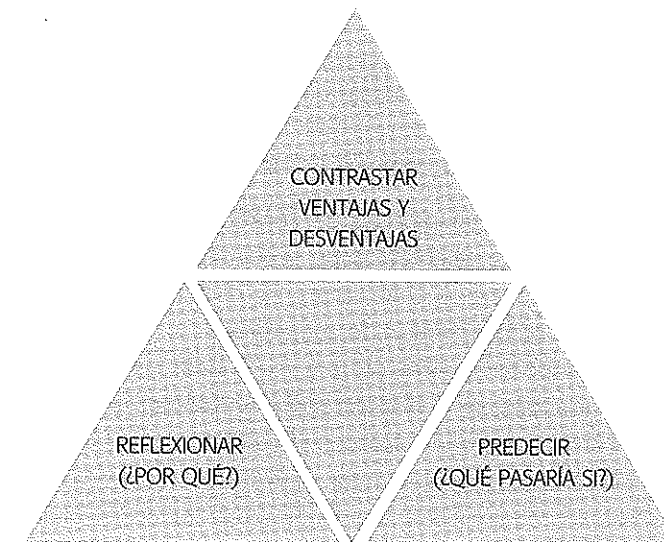 CONTRASTAR
VENTAJAS Y
DESVENTAJAS
REFLEXIONAR
(¿POR QUÉ?)
PREDECIR
(¿QUÉ PASARÍA SI?)